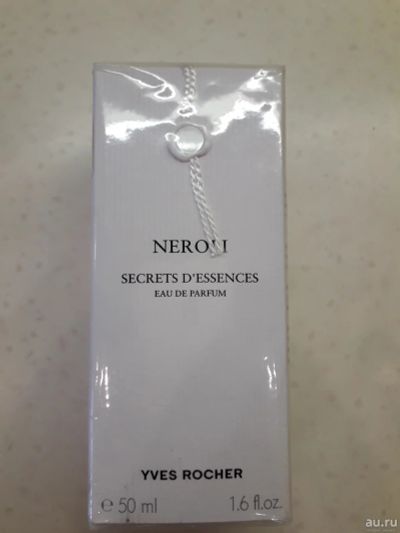 NEROLI
SECRETS D'ESSENCES
EAU DE PARFUM
YVES ROCHER
℮ 50 ml 1.6 fl.oz.
au.ru